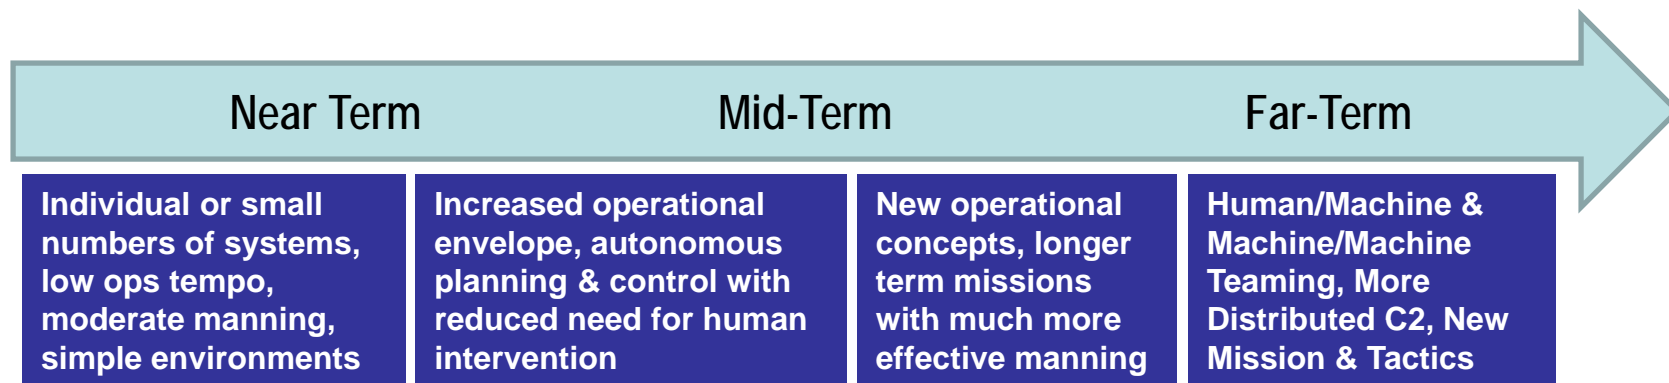 Near Term
Mid-Term
Far-Term
Individual or small
numbers of systems,
low ops tempo,
moderate manning,
simple environments
Increased operational
envelope, autonomous
planning & control with
reduced need for human
intervention
New operational
concepts, longer
term missions
with much more
effective manning
Human/Machine &
Machine/Machine
Teaming, More
Distributed C2, New
Mission & Tactics